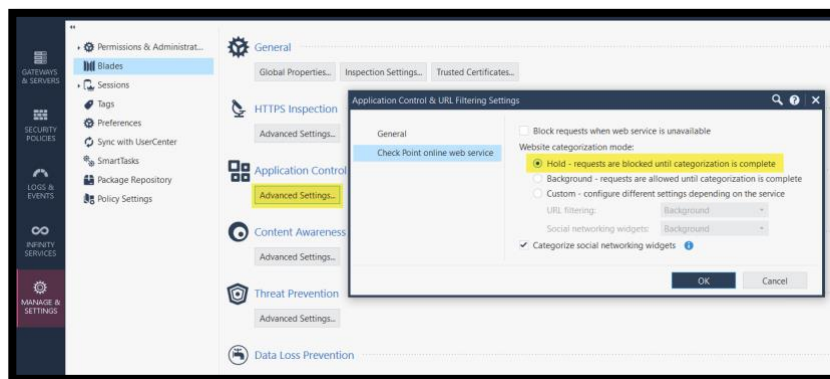 GATEWAYS
& SERVERS
SECURITY
POLICIES
LOGS &
EVENTS
INFINITY
SERVICES
MANAGE &
SETTINGS
Permissions & Administrat...
Blades
Sessions
Tags
Preferences
Sync with UserCenter
SmartTasks
Package Repository
Policy Settings
General
Global Properties... Inspection Settings... Trusted Certificates...
HTTPS Inspection
Advanced Settings...
Application Control
Advanced Settings...
Content Awareness
Advanced Settings...
Threat Prevention
Advanced Settings...
Data Loss Prevention
Application Control & URL Filtering Settings
General
Check Point online web service
Block requests when web service is unavailable
Website categorization mode:
Hold - requests are blocked until categorization is complete
Background - requests are allowed until categorization is complete
Custom - configure different settings depending on the service
URL filtering: Background
Social networking widgets: Background
Categorize social networking widgets
OK Cancel